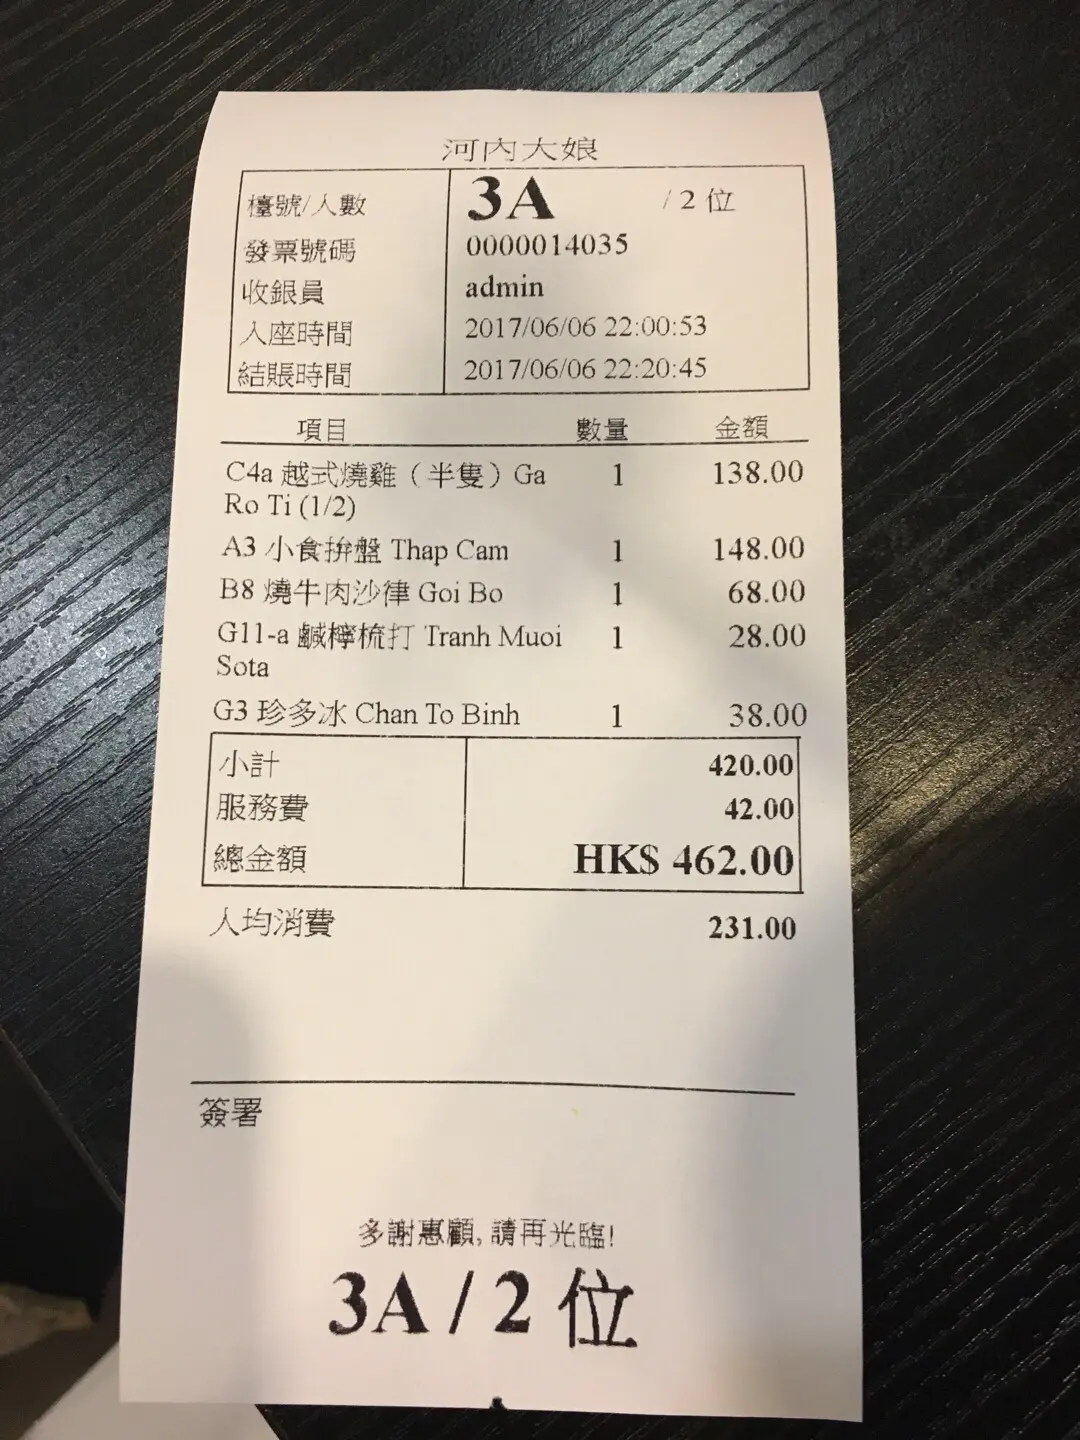 河內大娘
檯號/人數 3A / 2 位
發票號碼 0000014035
收銀員 admin
入座時間 2017/06/06 22:00:53
結賬時間 2017/06/06 22:20:45
項目 數量 金額
C4a 越式燒雞（半隻）Ga 1 138.00
Ro Ti (1/2)
A3 小食拚盤 Thap Cam 1 148.00
B8 燒牛肉沙律 Goi Bo 1 68.00
G11-a 鹹檸梳打 Tranh Muoi 1 28.00
Sota
G3 珍多冰 Chan To Binh 1 38.00
小計 420.00
服務費 42.00
總金額 HK$ 462.00
人均消費 231.00
簽署
多謝惠顧, 請再光臨!
3A / 2 位